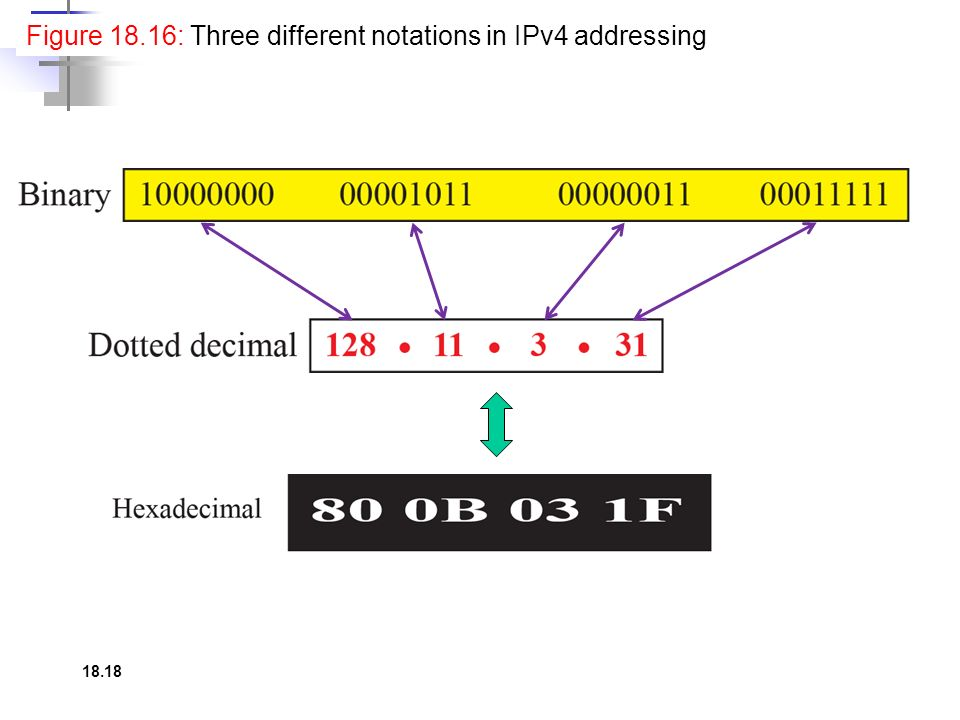 Figure 18.16: Three different notations in IPv4 addressing
Binary 10000000 00001011 00000011 00011111
Dotted decimal 128 • 11 • 3 • 31
Hexadecimal 80 0B 03 1F
18.18